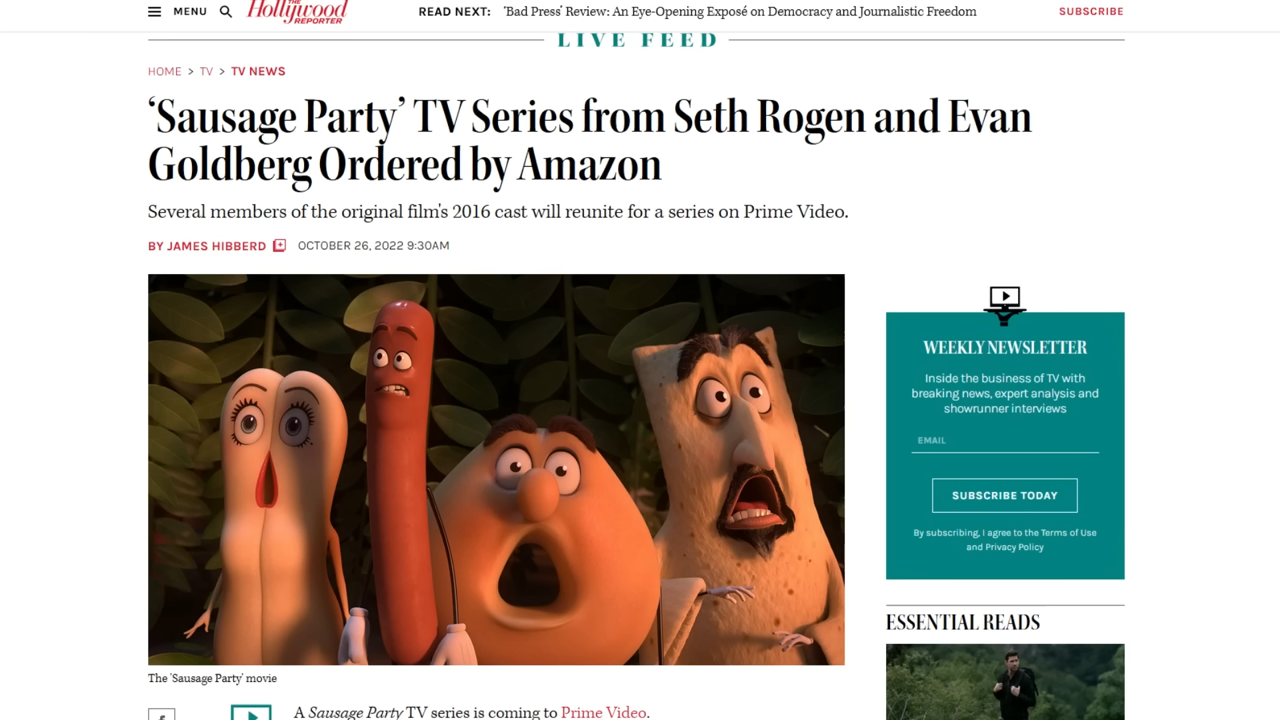 MENU
THE
Hollywood
REPORTER
READ NEXT: 'Bad Press' Review: An Eye-Opening Exposé on Democracy and Journalistic Freedom
SUBSCRIBE
LIVE FEED
HOME > TV > TV NEWS
‘Sausage Party’ TV Series from Seth Rogen and Evan
Goldberg Ordered by Amazon
Several members of the original film's 2016 cast will reunite for a series on Prime Video.
BY JAMES HIBBERD
OCTOBER 26, 2022 9:30AM
WEEKLY NEWSLETTER
Inside the business of TV with
breaking news, expert analysis and
showrunner interviews
EMAIL
SUBSCRIBE TODAY
By subscribing, I agree to the Terms of Use
and Privacy Policy
ESSENTIAL READS
The 'Sausage Party' movie
A Sausage Party TV series is coming to Prime Video.